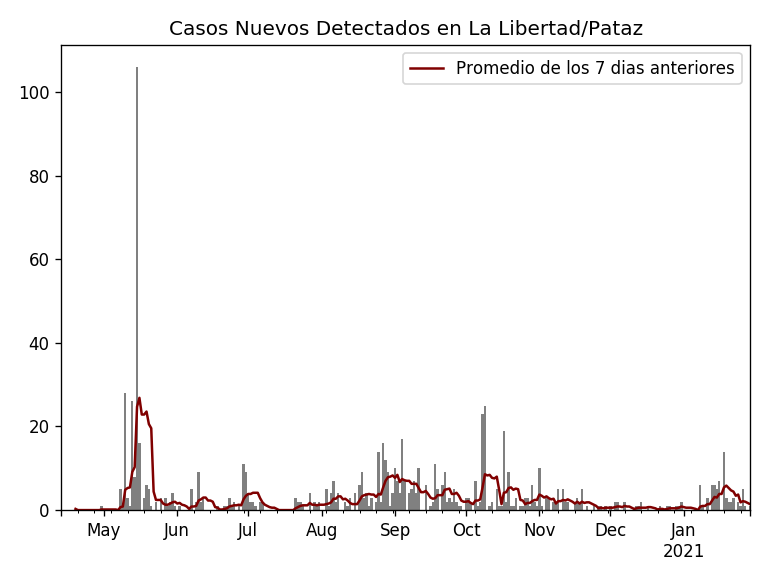 Casos Nuevos Detectados en La Libertad/Pataz
Promedio de los 7 dias anteriores
100
80
60
40
20
0
May Jun Jul Aug Sep Oct Nov Dec Jan
2021